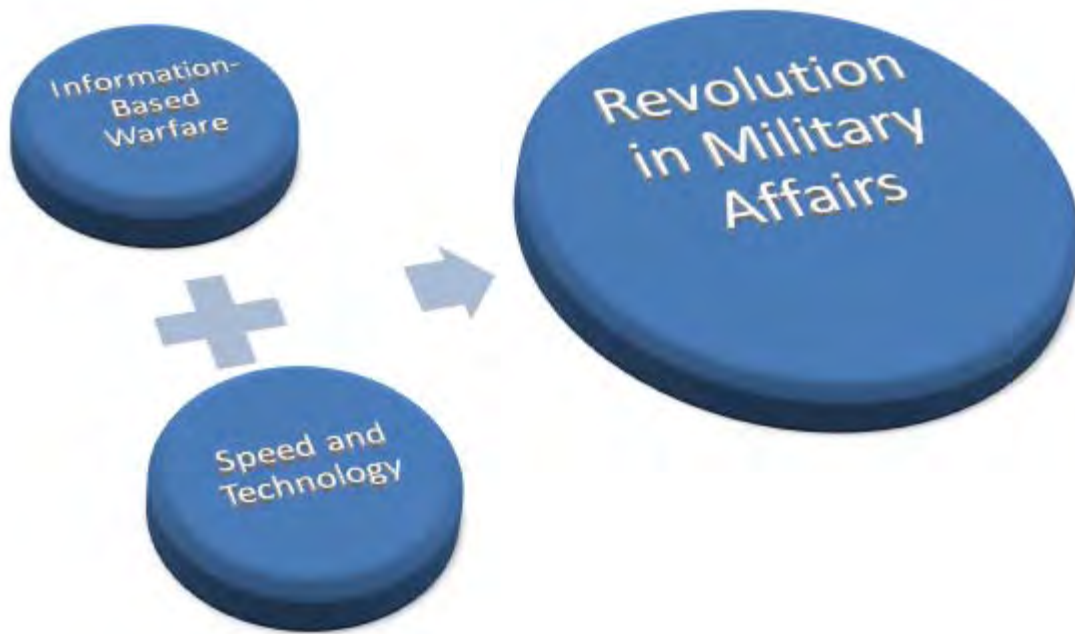 Information-
Based
Warfare
Speed and
Technology
Revolution
in Military
Affairs